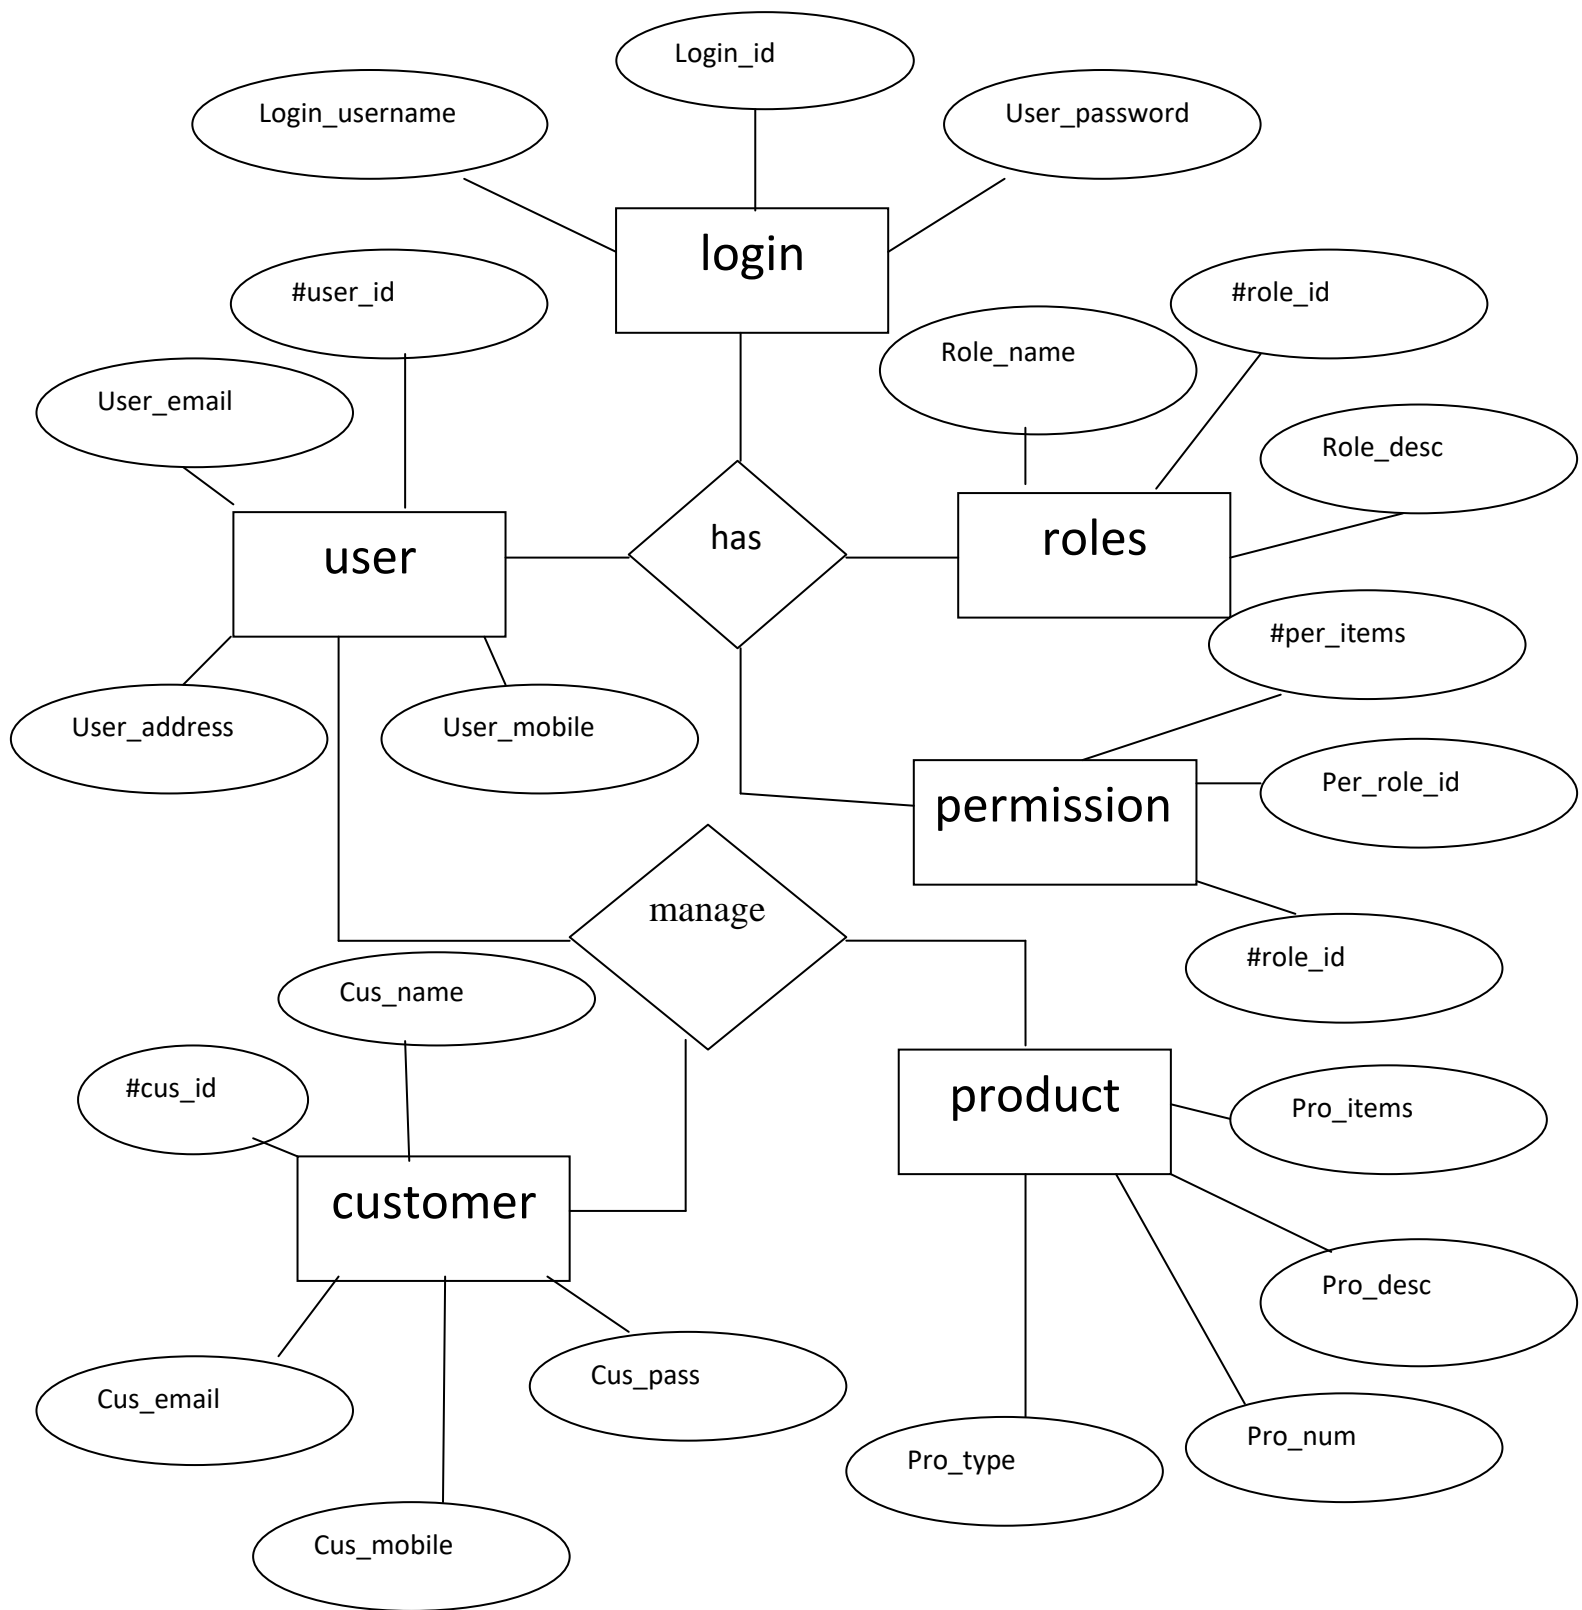 Login_id
Login_username
User_password
login
#user_id
#role_id
Role_name
User_email
Role_desc
user
has
roles
#per_items
User_address
User_mobile
Per_role_id
permission
manage
#role_id
Cus_name
#cus_id
product
Pro_items
customer
Pro_desc
Cus_email
Cus_pass
Pro_num
Pro_type
Cus_mobile